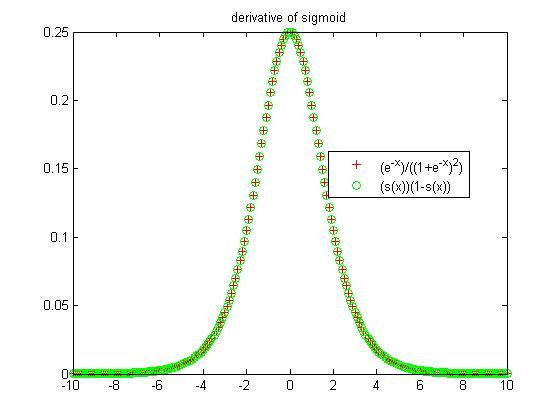 derivative of sigmoid
0.25
0.2
0.15
0.1
0.05
0
-10 -8 -6 -4 -2 0 2 4 6 8 10
(e^-x)/((1+e^-x)^2)
(s(x))(1-s(x))